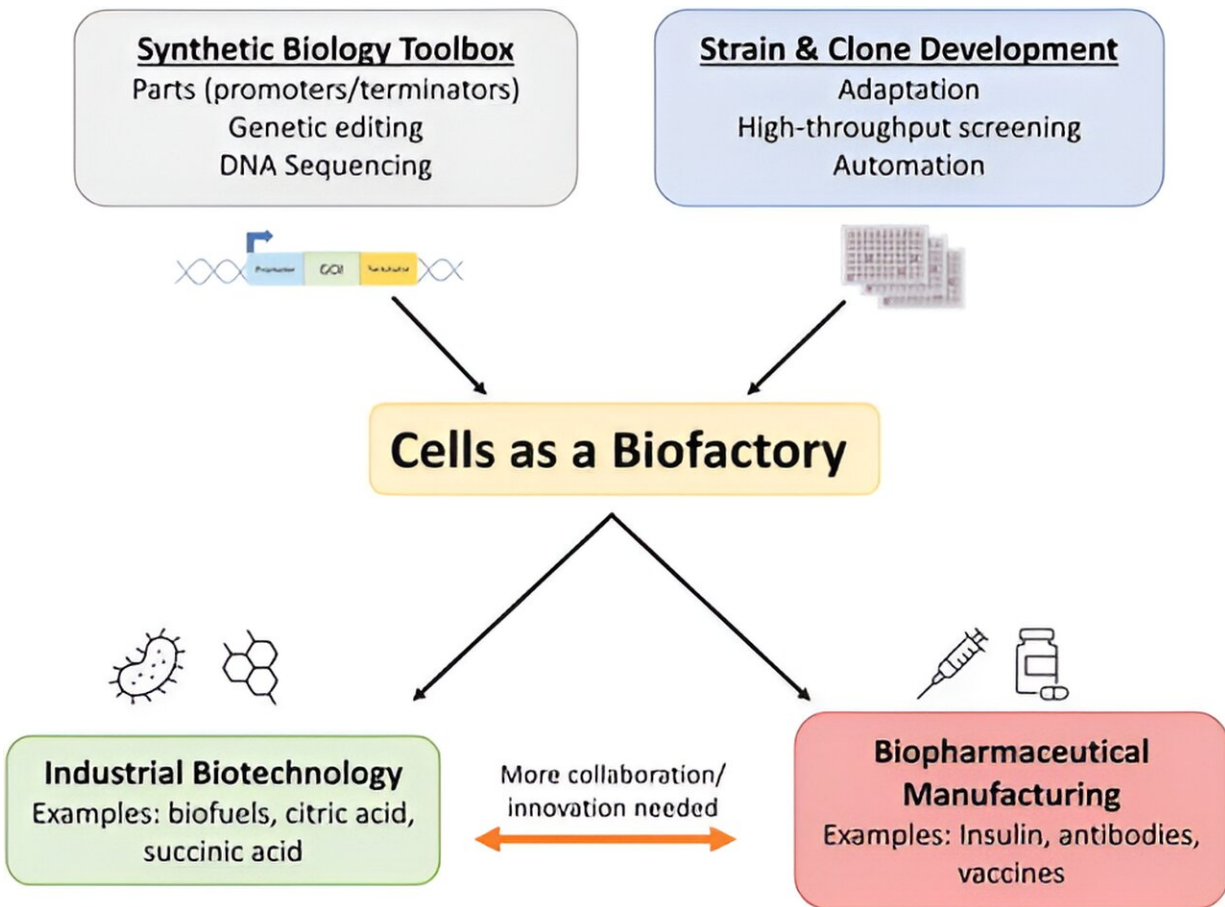 Synthetic Biology Toolbox
Parts (promoters/terminators)
Genetic editing
DNA Sequencing
Strain & Clone Development
Adaptation
High-throughput screening
Automation
Promoter
GOI
Cells as a Biofactory
Industrial Biotechnology
Examples: biofuels, citric acid,
succinic acid
More collaboration/
innovation needed
Biopharmaceutical
Manufacturing
Examples: Insulin, antibodies,
vaccines